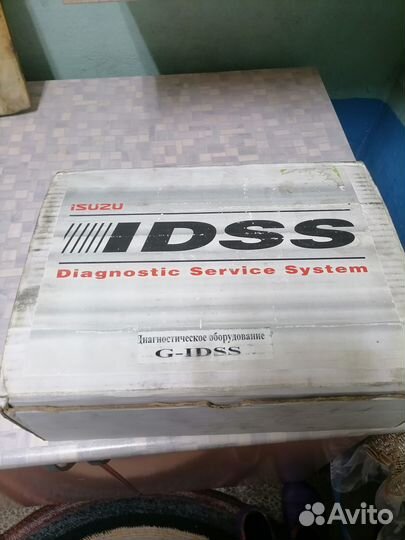 ISUZU
IDSS
Diagnostic Service System
Диагностическое оборудование
G-IDSS
Avito